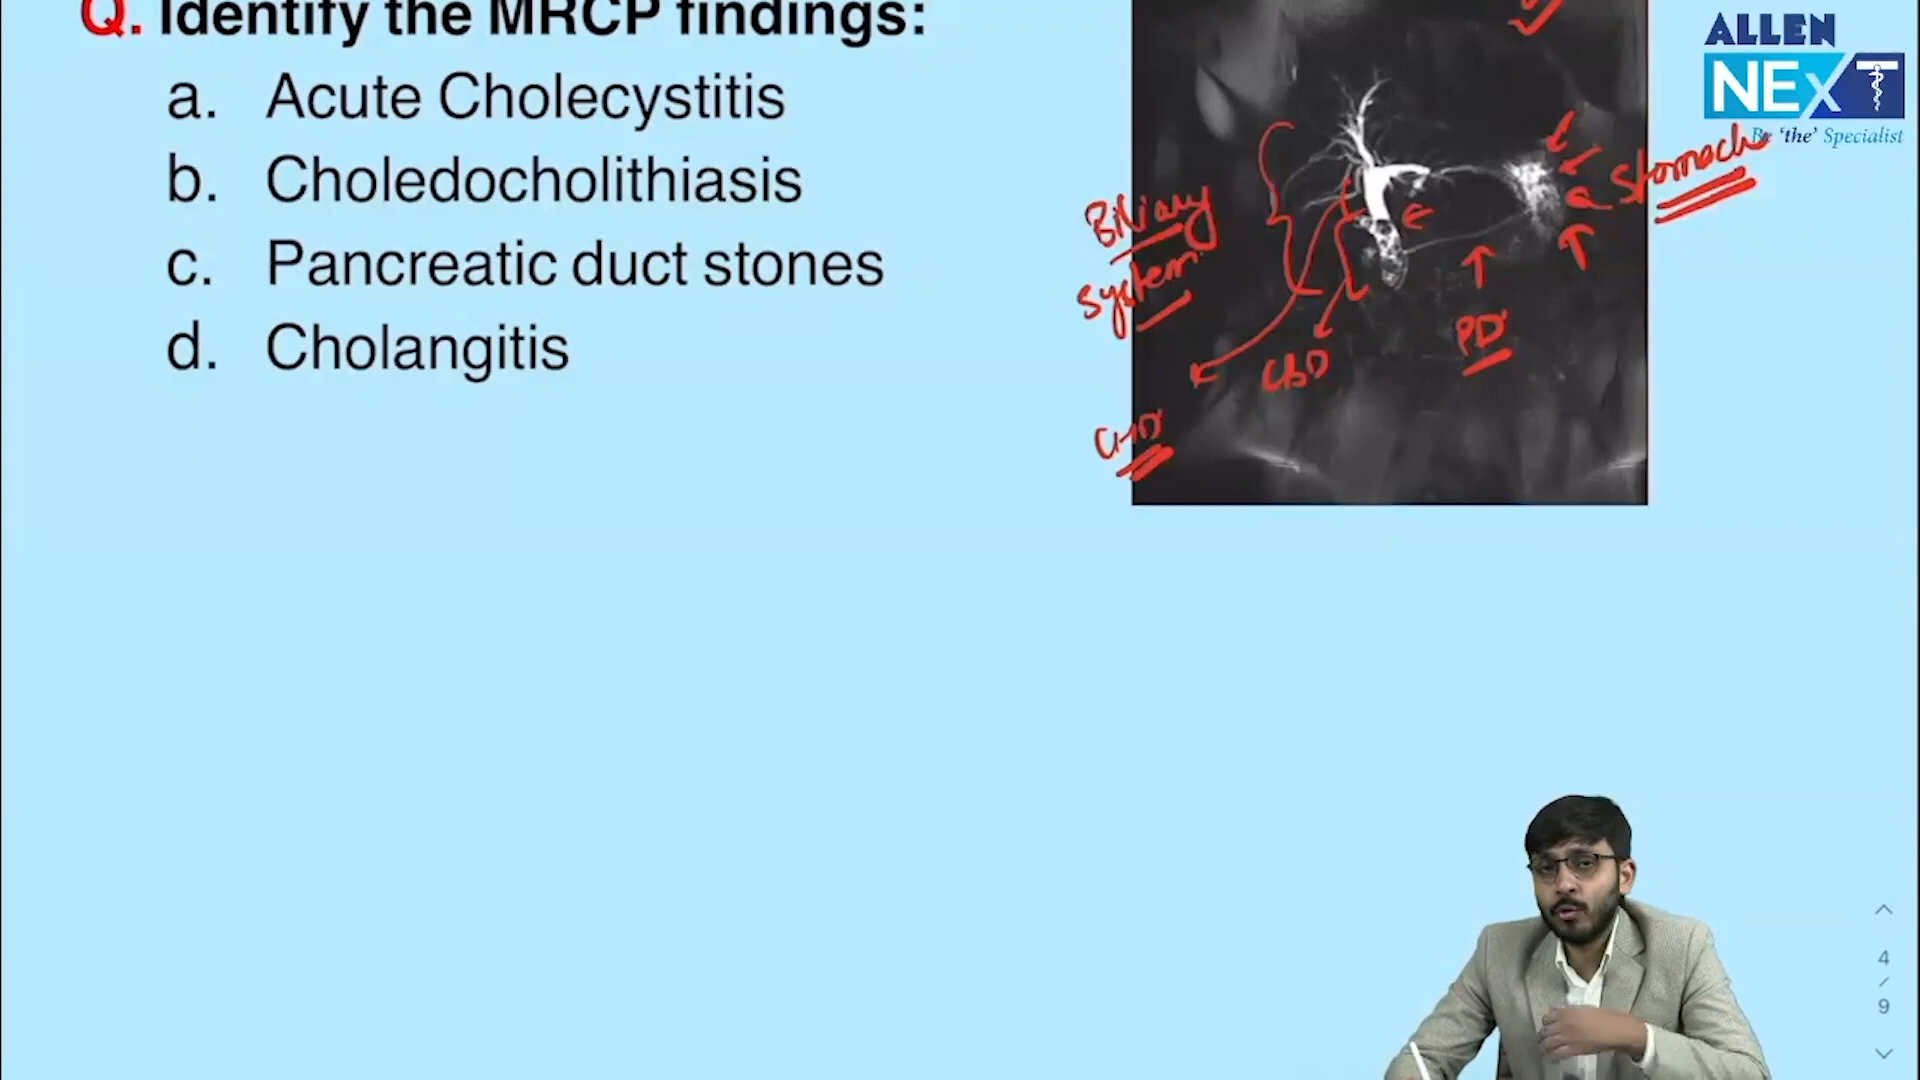 Q. Identify the MRCP findings:
a. Acute Cholecystitis
b. Choledocholithiasis
c. Pancreatic duct stones
d. Cholangitis
ALLEN
NEXT
Be 'the' Specialist
Stomach
Biliary
System
PD
CBD
CHD
4
/
9